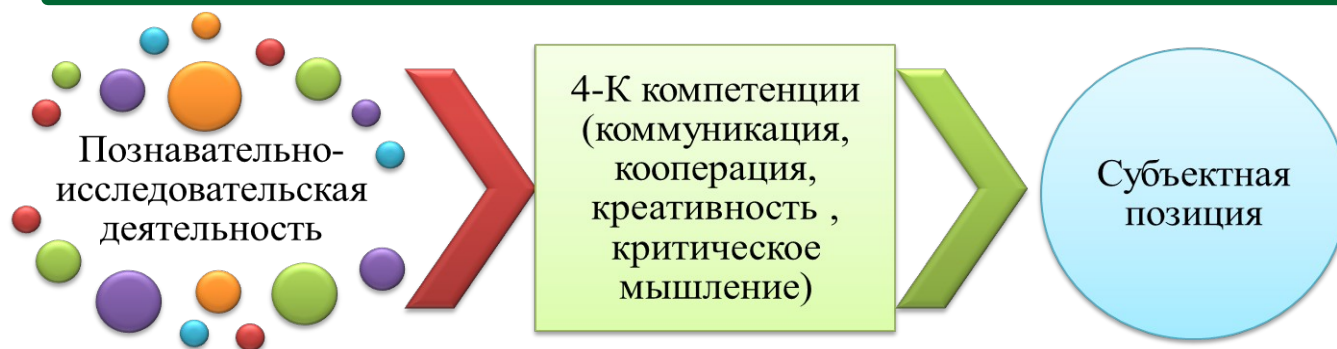 Познавательно-
исследовательская
деятельность
4-К компетенции
(коммуникация,
кооперация,
креативность ,
критическое
мышление)
Субъектная
позиция